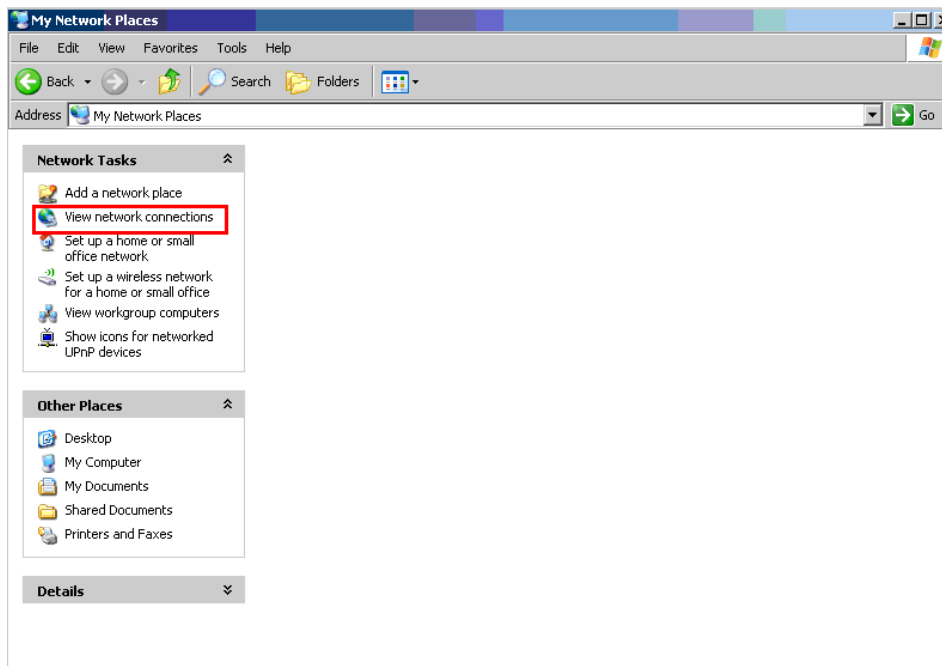 My Network Places
File Edit View Favorites Tools Help
Back Search Folders
Address My Network Places Go
Network Tasks
Add a network place
View network connections
Set up a home or small
office network
Set up a wireless network
for a home or small office
View workgroup computers
Show icons for networked
UPnP devices
Other Places
Desktop
My Computer
My Documents
Shared Documents
Printers and Faxes
Details